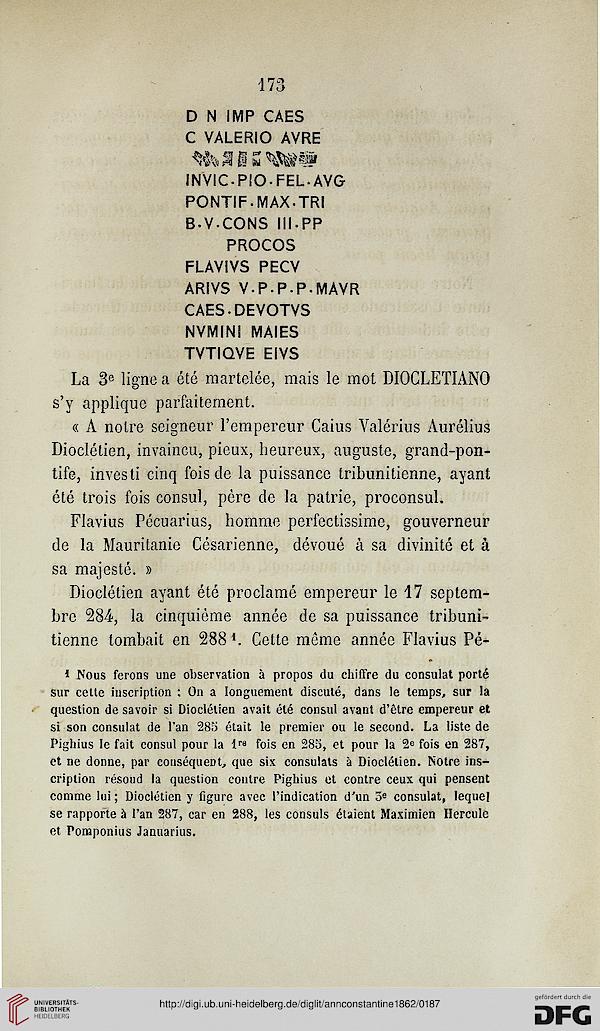 173
D N IMP CAES
C VALERIO AVRE
INVIC.PIO.FEL.AVG
PONTIF.MAX.TRI
B.V.CONS III.PP
PROCOS
FLAVIVS PECV
ARIVS V.P.P.P.MAVR
CAES.DEVOTVS
NVMINI MAIES
TVTIQVE EIVS
La 3e ligne a été martelée, mais le mot DIOCLETIANO
s'y applique parfaitement.
« A notre seigneur l'empereur Caius Valérius Aurélius
Dioclétien, invaincu, pieux, heureux, auguste, grand-pon-
tife, investi cinq fois de la puissance tribunitienne, ayant
été trois fois consul, père de la patrie, proconsul.
Flavius Pécuarius, homme perfectissime, gouverneur
de la Mauritanie Césarienne, dévoué à sa divinité et à
sa majesté. »
Dioclétien ayant été proclamé empereur le 17 septem-
bre 284, la cinquième année de sa puissance tribuni-
tienne tombait en 288 1. Cette même année Flavius Pé-
1 Nous ferons une observation à propos du chiffre du consulat porté
sur cette inscription : On a longuement discuté, dans le temps, sur la
question de savoir si Dioclétien avait été consul avant d'être empereur et
si son consulat de l'an 285 était le premier ou le second. La liste de
Pighius le fait consul pour la 1re fois en 285, et pour la 2e fois en 287,
et ne donne, par conséquent, que six consulats à Dioclétien. Notre ins-
cription résoud la question contre Pighius et contre ceux qui pensent
comme lui ; Dioclétien y figure avec l'indication d'un 3e consulat, lequel
se rapporte à l'an 287, car en 288, les consuls étaient Maximien Hercule
et Pomponius Januarius.
UNIVERSITÄTS-
BIBLIOTHEK
HEIDELBERG
http://digi.ub.uni-heidelberg.de/diglit/annconstantine1862/0187
gefördert durch die
DFG